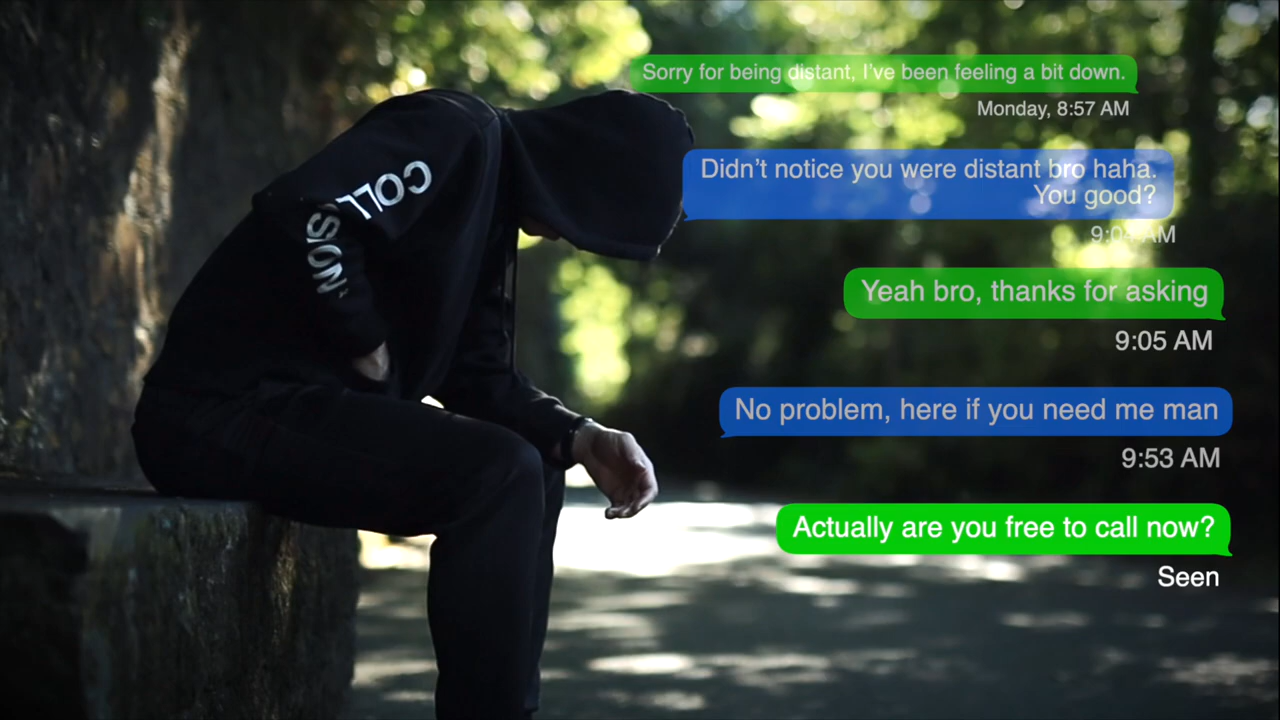 Sorry for being distant, I've been feeling a bit down.
Monday, 8:57 AM
Didn't notice you were distant bro haha.
You good?
9:04 AM
Yeah bro, thanks for asking
9:05 AM
No problem, here if you need me man
9:53 AM
Actually are you free to call now?
Seen
COLL
SION